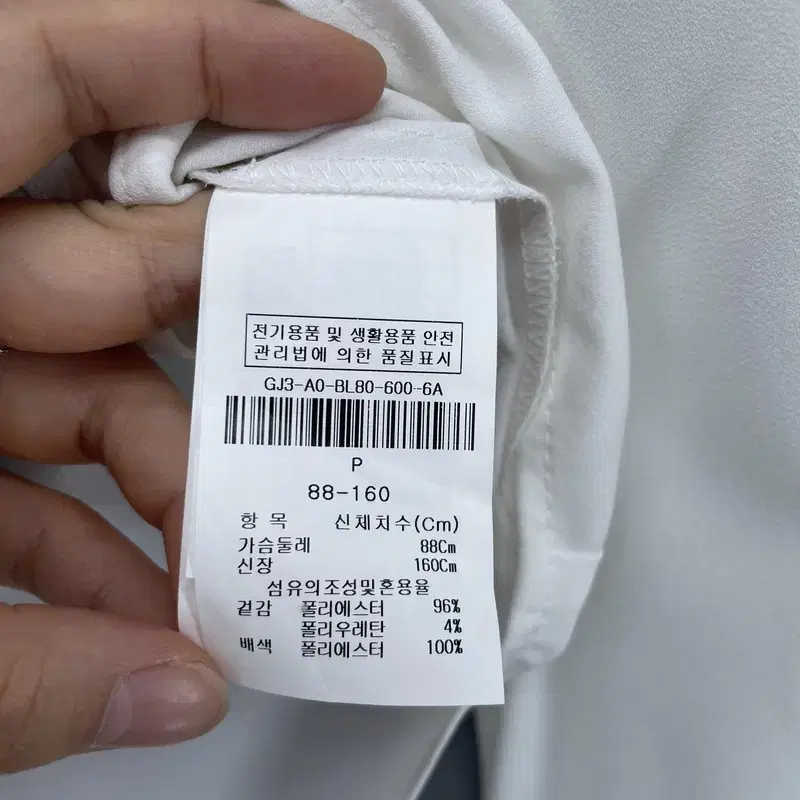 전기용품 및 생활용품 안전
관리법에 의한 품질표시
GJ3-A0-BL80-600-6A
P
88-160
항 목 신체치수(Cm)
가슴둘레 88Cm
신장 160Cm
섬유의조성및혼용율
겉감 폴리에스터 96%
폴리우레탄 4%
배색 폴리에스터 100%